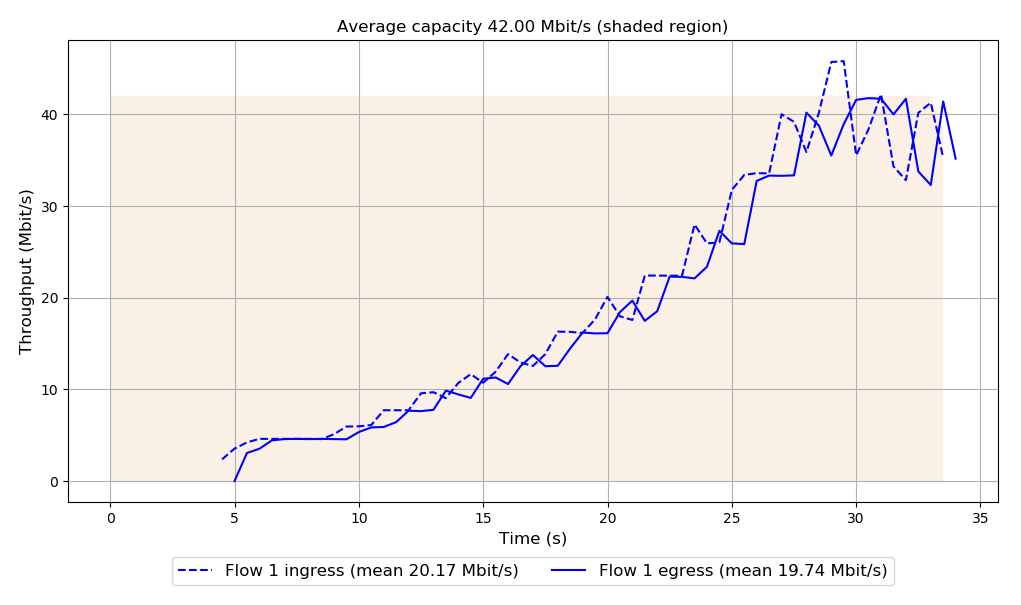 Average capacity 42.00 Mbit/s (shaded region)
Throughput (Mbit/s)
40
30
20
10
0
0 5 10 15 20 25 30 35
Time (s)
Flow 1 ingress (mean 20.17 Mbit/s) Flow 1 egress (mean 19.74 Mbit/s)